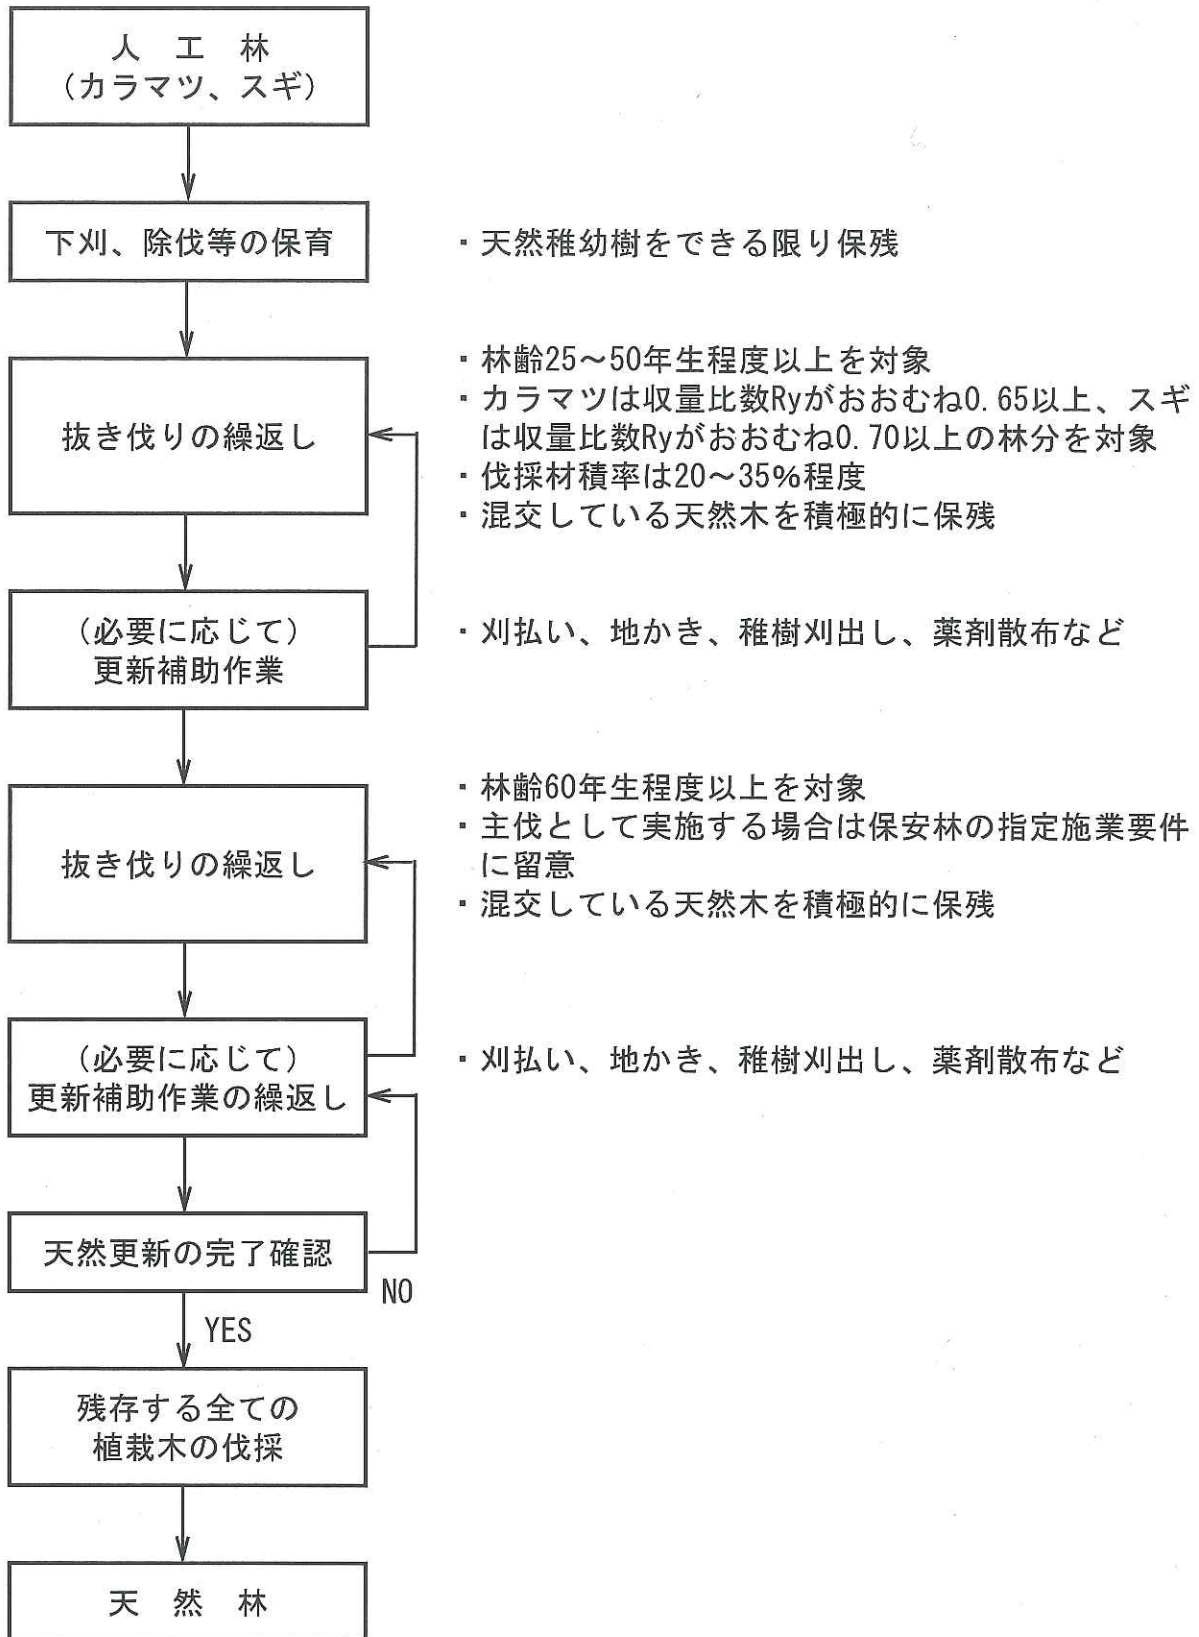 人 工 林
(カラマツ、スギ)
下刈、除伐等の保育
・天然稚幼樹をできる限り保残
抜き伐りの繰返し
・林齢25～50年生程度以上を対象
・カラマツは収量比数Ryがおおむね0.65以上、スギ
は収量比数Ryがおおむね0.70以上の林分を対象
・伐採材積率は20～35%程度
・混交している天然木を積極的に保残
(必要に応じて)
更新補助作業
・刈払い、地かき、稚樹刈出し、薬剤散布など
抜き伐りの繰返し
・林齢60年生程度以上を対象
・主伐として実施する場合は保安林の指定施業要件
に留意
・混交している天然木を積極的に保残
(必要に応じて)
更新補助作業の繰返し
・刈払い、地かき、稚樹刈出し、薬剤散布など
天然更新の完了確認
NO
YES
残存する全ての
植栽木の伐採
天 然 林